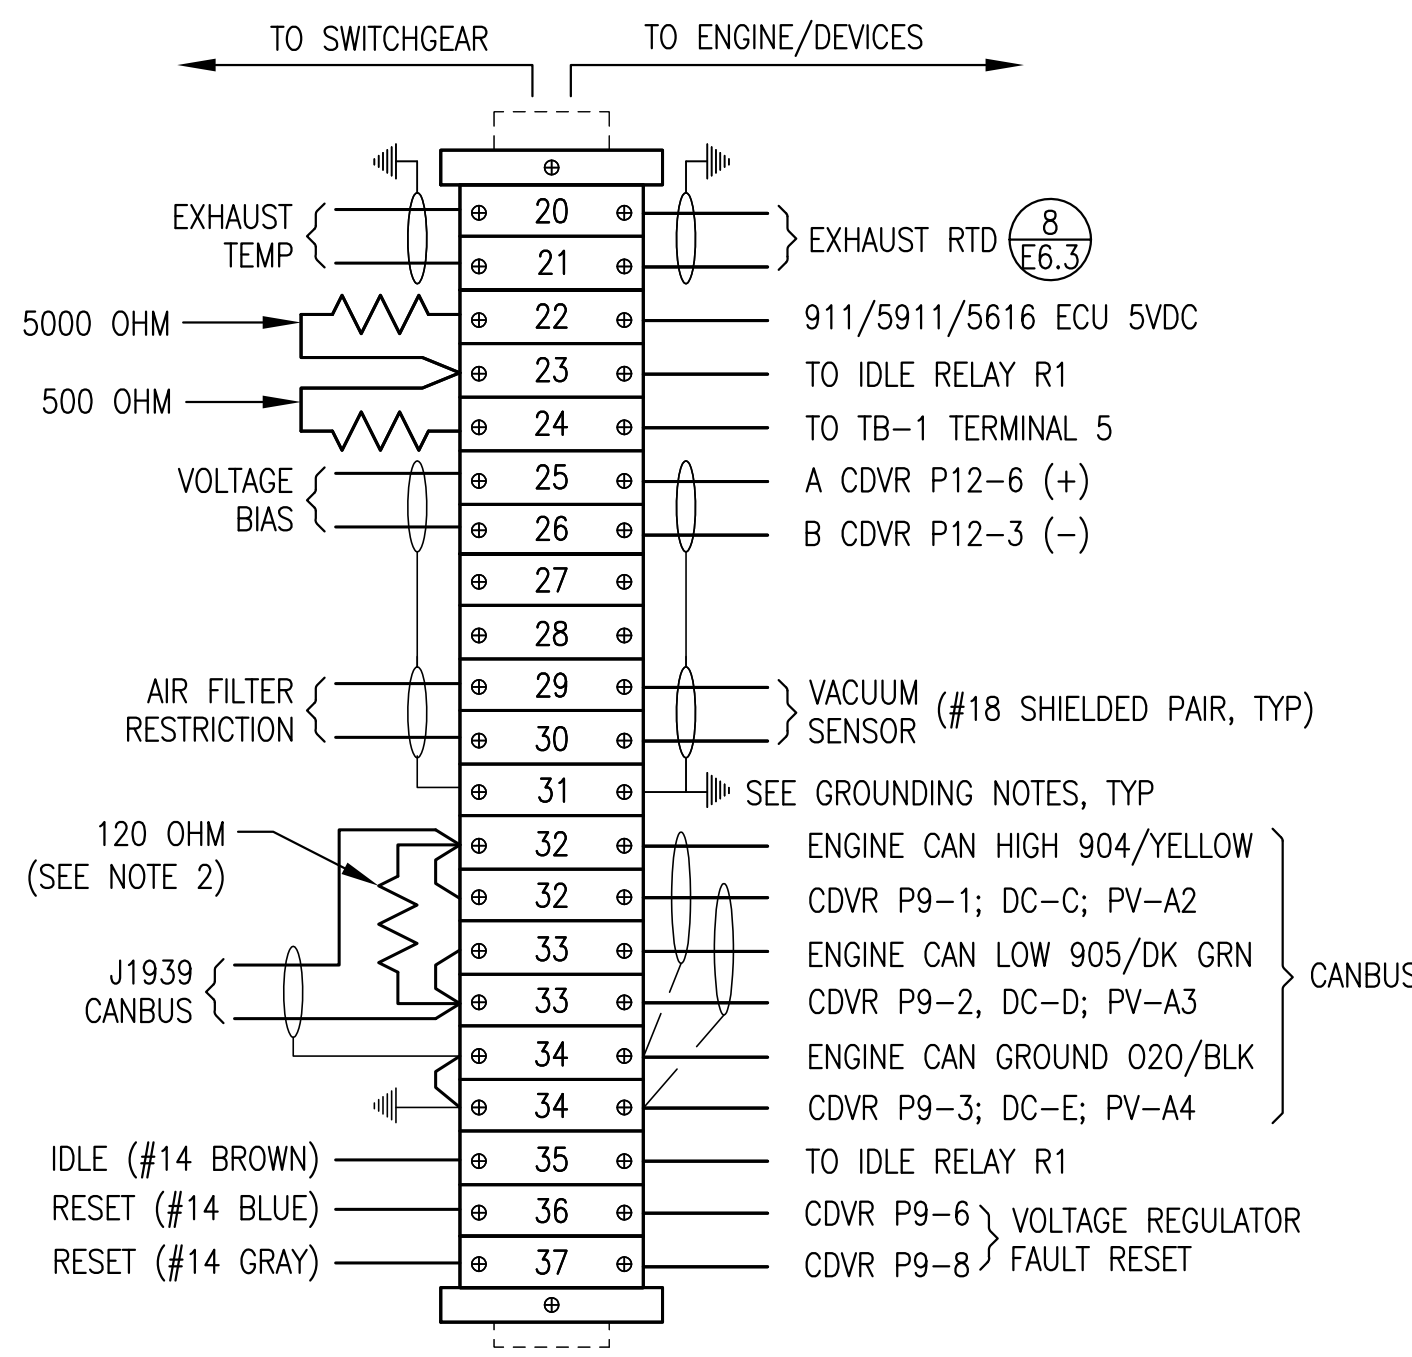 TO SWITCHGEAR
TO ENGINE/DEVICES
EXHAUST
TEMP
20
21
EXHAUST RTD
8
E6.3
5000 OHM
22
911/5911/5616 ECU 5VDC
23
TO IDLE RELAY R1
500 OHM
24
TO TB-1 TERMINAL 5
VOLTAGE
BIAS
25
A CDVR P12-6 (+)
26
B CDVR P12-3 (-)
27
28
AIR FILTER
RESTRICTION
29
30
VACUUM
SENSOR
(#18 SHIELDED PAIR, TYP)
31
SEE GROUNDING NOTES, TYP
120 OHM
(SEE NOTE 2)
32
ENGINE CAN HIGH 904/YELLOW
32
CDVR P9-1; DC-C; PV-A2
33
ENGINE CAN LOW 905/DK GRN
J1939
CANBUS
33
CDVR P9-2, DC-D; PV-A3
CANBUS
34
ENGINE CAN GROUND 020/BLK
34
CDVR P9-3; DC-E; PV-A4
IDLE (#14 BROWN)
35
TO IDLE RELAY R1
RESET (#14 BLUE)
36
CDVR P9-6
RESET (#14 GRAY)
37
CDVR P9-8
VOLTAGE REGULATOR
FAULT RESET